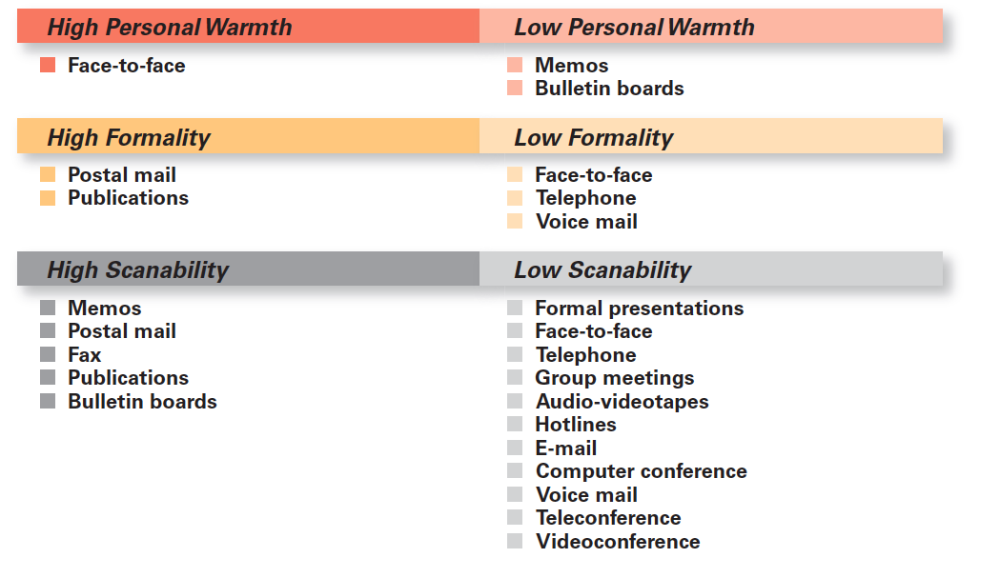 High Personal Warmth
Low Personal Warmth
Face-to-face
Memos
Bulletin boards
High Formality
Low Formality
Postal mail
Publications
Face-to-face
Telephone
Voice mail
High Scanability
Low Scanability
Memos
Postal mail
Fax
Publications
Bulletin boards
Formal presentations
Face-to-face
Telephone
Group meetings
Audio-videotapes
Hotlines
E-mail
Computer conference
Voice mail
Teleconference
Videoconference